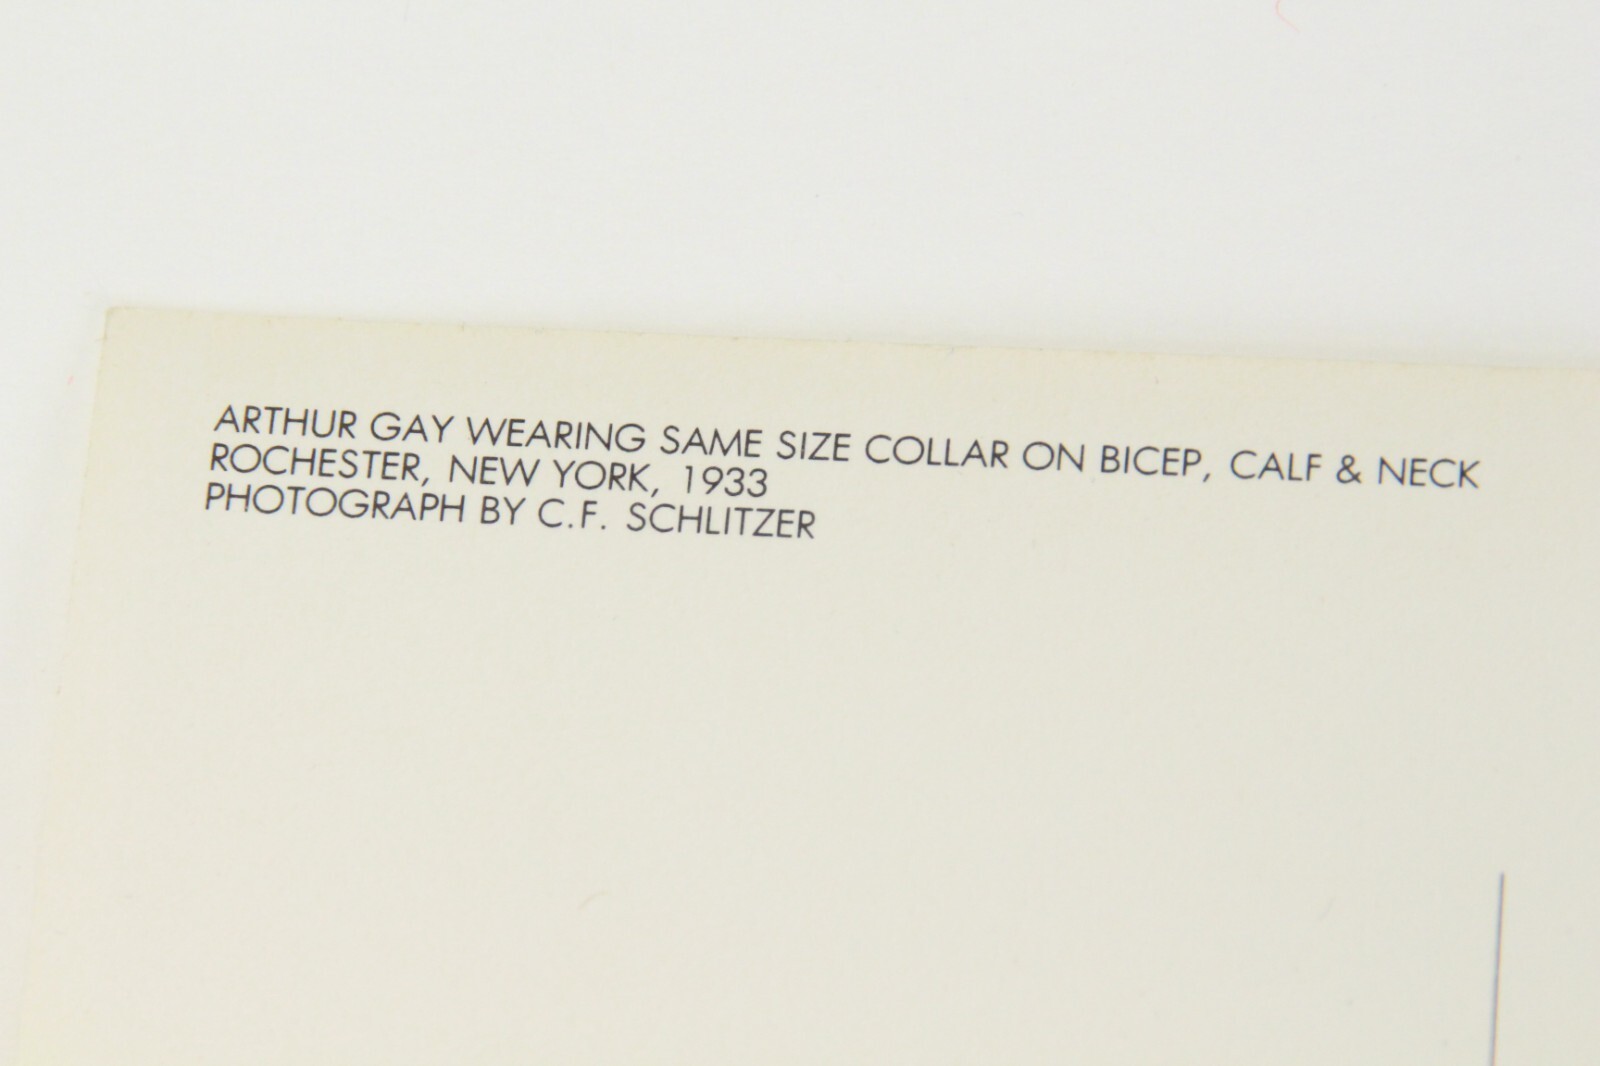 ARTHUR GAY WEARING SAME SIZE COLLAR ON BICEP, CALF & NECK
ROCHESTER, NEW YORK, 1933
PHOTOGRAPH BY C.F. SCHLITZER